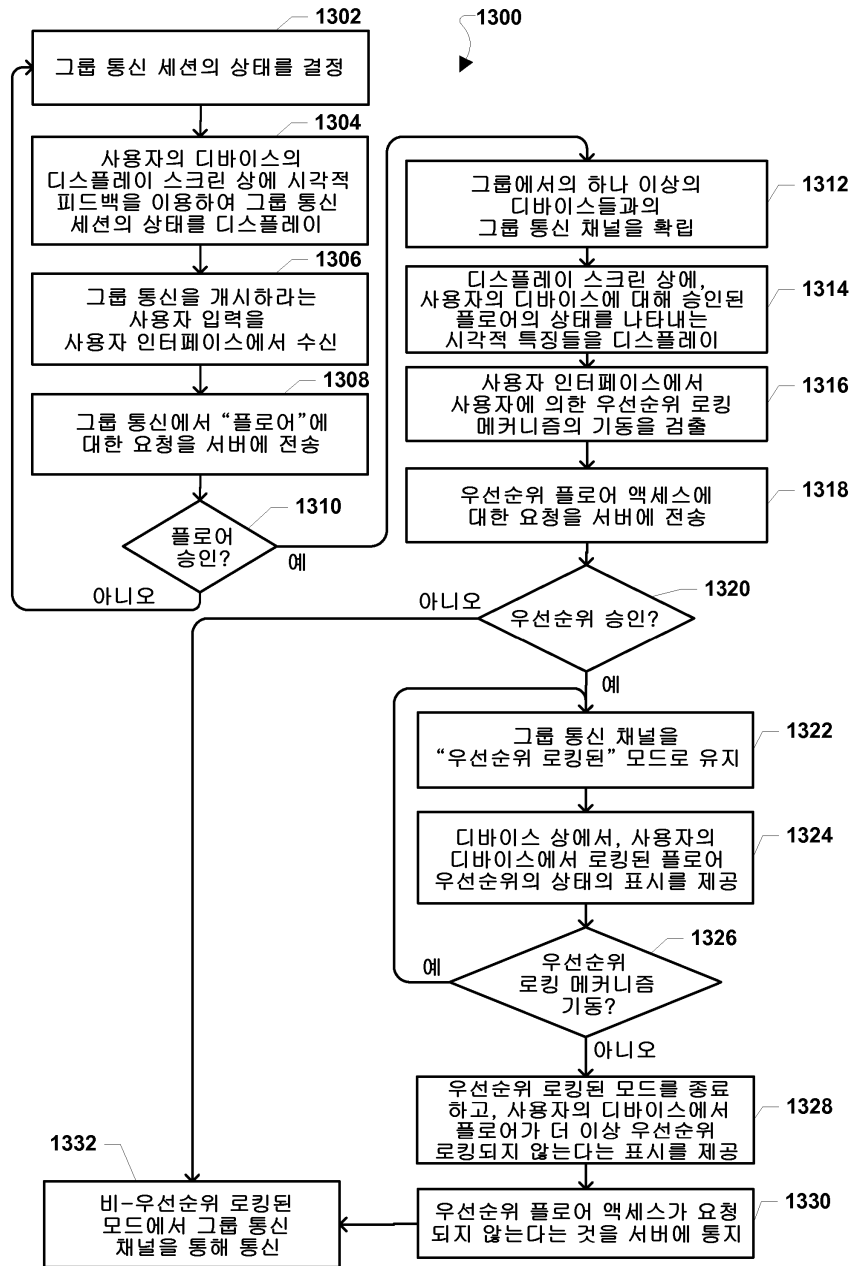 1300
1302
그룹 통신 세션의 상태를 결정
1304
사용자의 디바이스의
디스플레이 스크린 상에 시각적
피드백을 이용하여 그룹 통신
세션의 상태를 디스플레이
1306
그룹 통신을 개시하라는
사용자 입력을
사용자 인터페이스에서 수신
1308
그룹 통신에서 “플로어”에
대한 요청을 서버에 전송
1310
플로어
승인?
예
아니오
1312
그룹에서의 하나 이상의
디바이스들과의
그룹 통신 채널을 확립
1314
디스플레이 스크린 상에,
사용자의 디바이스에 대해 승인된
플로어의 상태를 나타내는
시각적 특징들을 디스플레이
1316
사용자 인터페이스에서
사용자에 의한 우선순위 로킹
메커니즘의 기동을 검출
1318
우선순위 플로어 액세스에
대한 요청을 서버에 전송
1320
우선순위 승인?
아니오
예
1322
그룹 통신 채널을
“우선순위 로킹된” 모드로 유지
1324
디바이스 상에서, 사용자의
디바이스에서 로킹된 플로어
우선순위의 상태의 표시를 제공
1326
우선순위
로킹 메커니즘
기동?
예
아니오
1328
우선순위 로킹된 모드를 종료
하고, 사용자의 디바이스에서
플로어가 더 이상 우선순위
로킹되지 않는다는 표시를 제공
1330
우선순위 플로어 액세스가 요청
되지 않는다는 것을 서버에 통지
1332
비-우선순위 로킹된
모드에서 그룹 통신
채널을 통해 통신